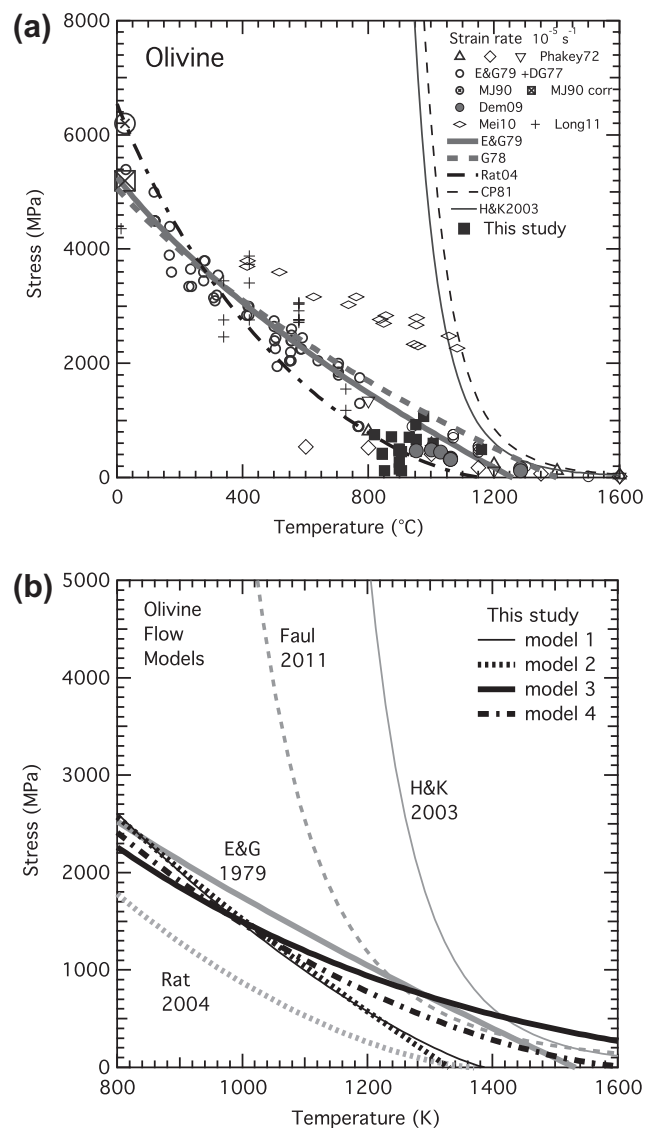 (a)
Olivine
Strain rate 10⁻⁵ s⁻¹
Phakey72
E&G79 +DG77
MJ90
MJ90 corr
Dem09
Mei10
Long11
E&G79
G78
Rat04
CP81
H&K2003
This study
8000
6000
4000
2000
0
Stress (MPa)
0
400
800
1200
1600
Temperature (°C)
(b)
Olivine
Flow
Models
Faul
2011
This study
model 1
model 2
model 3
model 4
H&K
2003
E&G
1979
Rat
2004
5000
4000
3000
2000
1000
0
Stress (MPa)
800
1000
1200
1400
1600
Temperature (K)